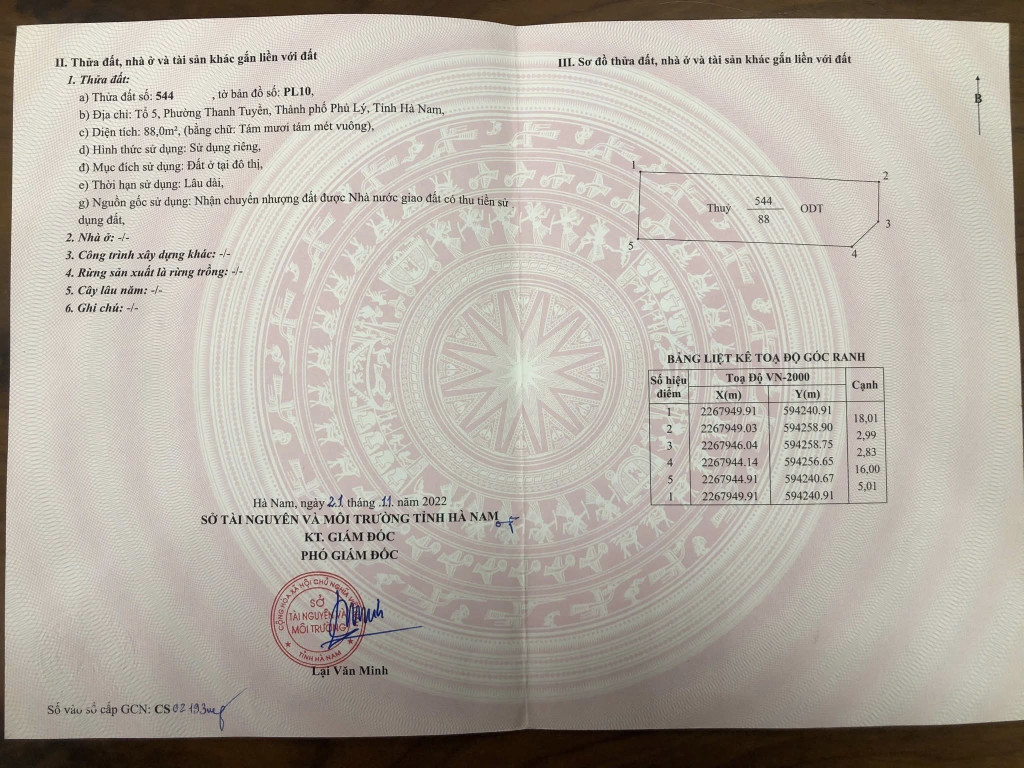 II. Thửa đất, nhà ở và tài sản khác gắn liền với đất
1. Thửa đất:
a) Thửa đất số: 544 , tờ bản đồ số: PL10,
b) Địa chỉ: Tổ 5, Phường Thanh Tuyền, Thành phố Phủ Lý, Tỉnh Hà Nam,
c) Diện tích: 88,0m², (bằng chữ: Tám mươi tám mét vuông),
d) Hình thức sử dụng: Sử dụng riêng,
đ) Mục đích sử dụng: Đất ở tại đô thị,
e) Thời hạn sử dụng: Lâu dài,
g) Nguồn gốc sử dụng: Nhận chuyển nhượng đất được Nhà nước giao đất có thu tiền sử
dụng đất,
2. Nhà ở: -/-
3. Công trình xây dựng khác: -/-
4. Rừng sản xuất là rừng trồng: -/-
5. Cây lâu năm: -/-
6. Ghi chú: -/-
Hà Nam, ngày 21 tháng 11 năm 2022
SỞ TÀI NGUYÊN VÀ MÔI TRƯỜNG TỈNH HÀ NAM
KT. GIÁM ĐỐC
PHÓ GIÁM ĐỐC
CỘNG HÒA XÃ HỘI CHỦ NGHĨA
SỞ
TÀI NGUYÊN VÀ
MÔI TRƯỜNG
TỈNH HÀ NAM
Lại Văn Minh
Số vào sổ cấp GCN: CS 02193
III. Sơ đồ thửa đất, nhà ở và tài sản khác gắn liền với đất
B
1
2
Thuỷ 544 ODT
88
3
5
4
BẢNG LIỆT KÊ TOẠ ĐỘ GÓC RANH
Số hiệu điểm Toạ Độ VN-2000 Cạnh
X(m) Y(m)
1 2267949.91 594240.91
18,01
2 2267949.03 594258.90
2,99
3 2267946.04 594258.75
2,83
4 2267944.14 594256.65
16,00
5 2267944.91 594240.67
5,01
1 2267949.91 594240.91